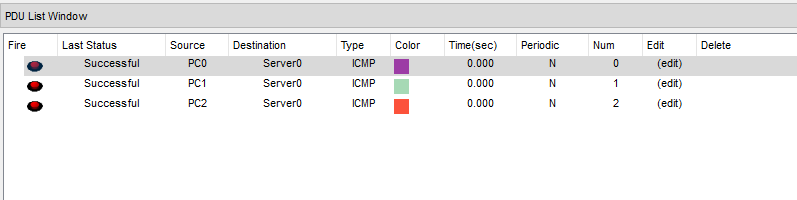 PDU List Window
Fire Last Status Source Destination Type Color Time(sec) Periodic Num Edit Delete
Successful PC0 Server0 ICMP 0.000 N 0 (edit)
Successful PC1 Server0 ICMP 0.000 N 1 (edit)
Successful PC2 Server0 ICMP 0.000 N 2 (edit)